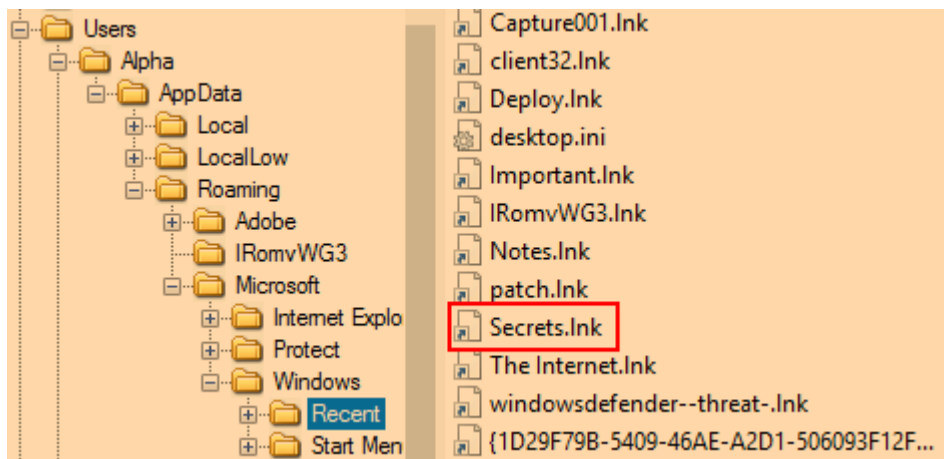 Users
Alpha
AppData
Local
LocalLow
Roaming
Adobe
IRomvWG3
Microsoft
Internet Explo
Protect
Windows
Recent
Start Men
Capture001.lnk
client32.lnk
Deploy.lnk
desktop.ini
Important.lnk
IRomvWG3.lnk
Notes.lnk
patch.lnk
Secrets.lnk
The Internet.lnk
windowsdefender--threat-.lnk
{1D29F79B-5409-46AE-A2D1-506093F12F...